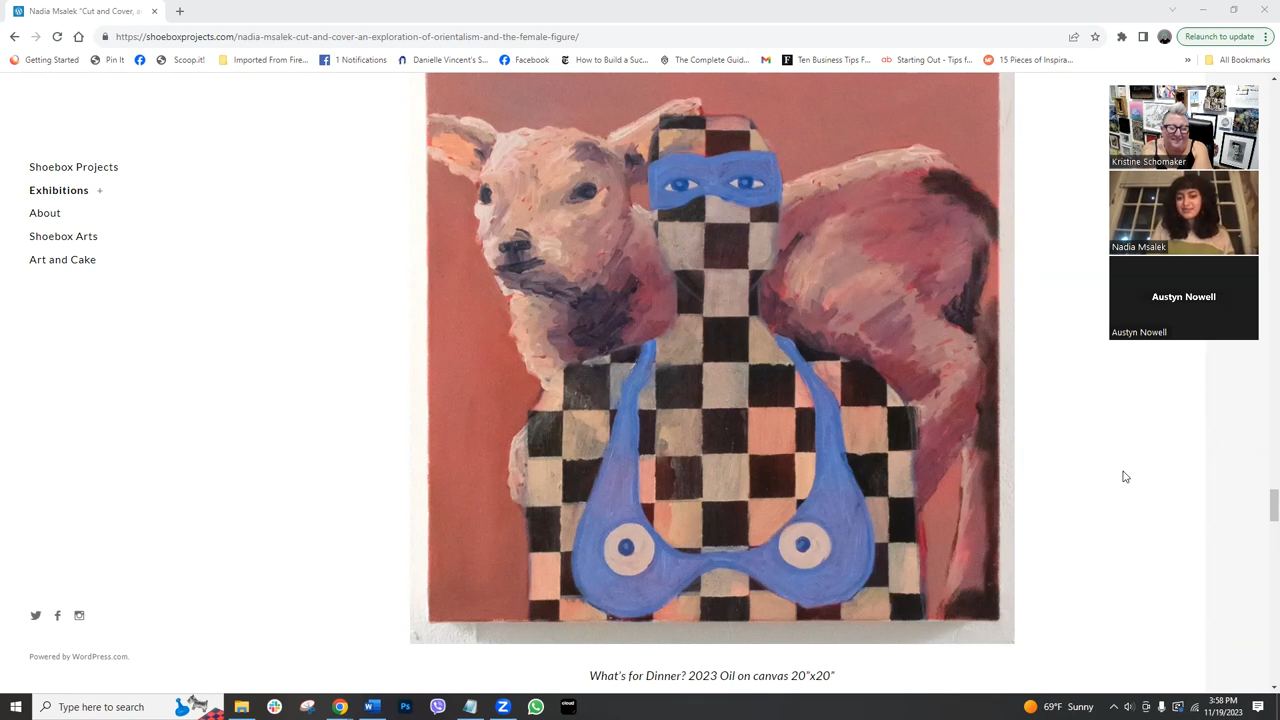 Nadia Msalek "Cut and Cover, a
https://shoeboxprojects.com/nadia-msalek-cut-and-cover-an-exploration-of-orientalism-and-the-female-figure/
Relaunch to update
Getting Started
Pin It
Scoop.it!
Imported From Fire...
1 Notifications
Danielle Vincent's S...
Facebook
How to Build a Suc...
The Complete Guid...
Ten Business Tips F...
Starting Out - Tips f...
15 Pieces of Inspira...
»
All Bookmarks
Shoebox Projects
Exhibitions +
About
Shoebox Arts
Art and Cake
Kristine Schomaker
Nadia Msalek
Austyn Nowell
Austyn Nowell
Powered by WordPress.com.
What's for Dinner? 2023 Oil on canvas 20"x20"
Type here to search
cloud
69°F Sunny
3:58 PM
11/19/2023